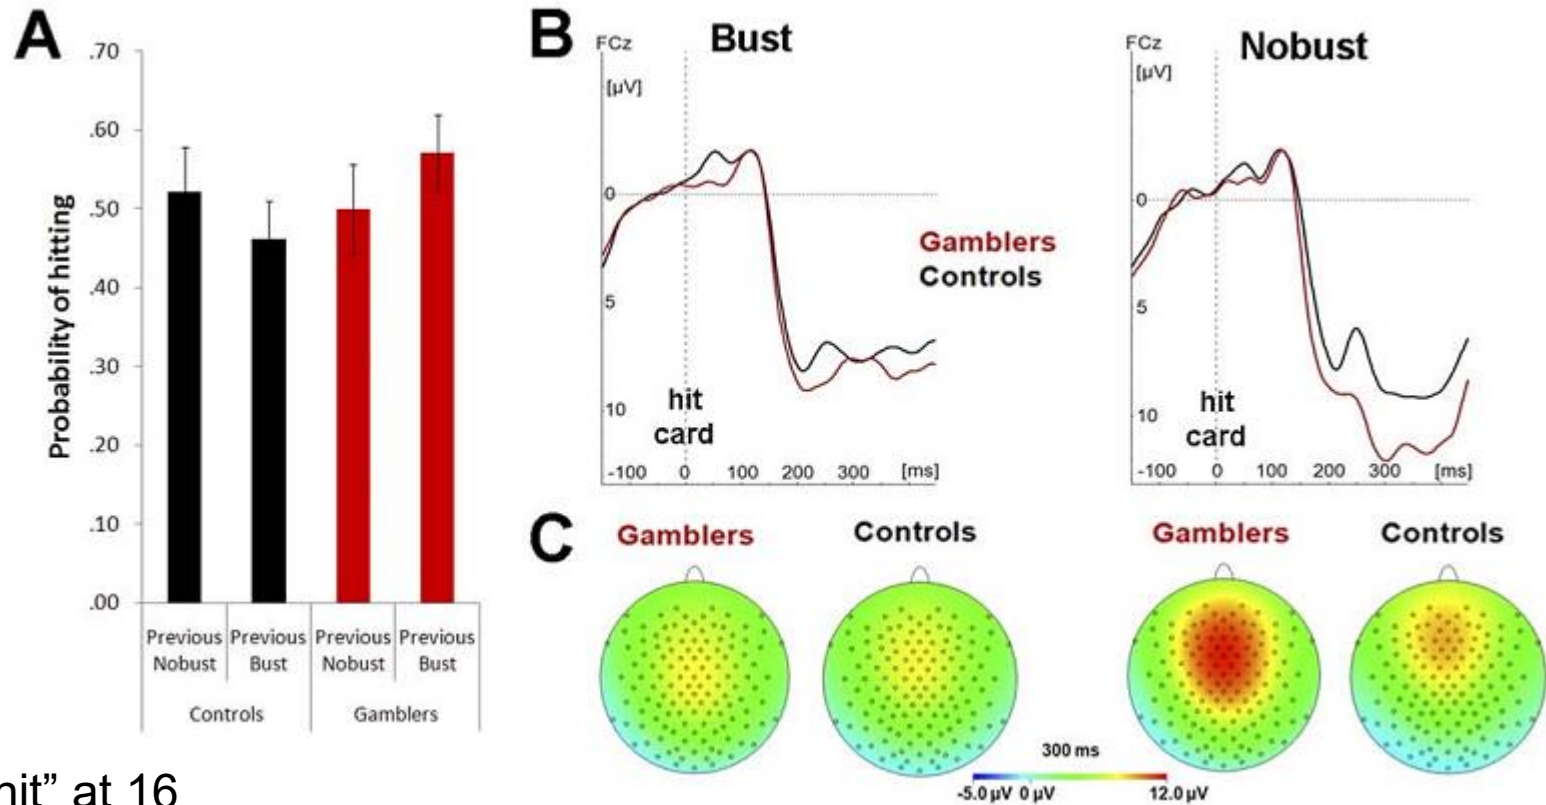 A
.70
.60
.50
.40
.30
.20
.10
.00
Probability of hitting
Previous Nobust
Previous Bust
Previous Nobust
Previous Bust
Controls
Gamblers
B
FCz
[µV]
Bust
0
5
10
hit
card
-100 0 100 200 300 [ms]
Gamblers
Controls
FCz
[µV]
Nobust
0
5
10
hit
card
-100 0 100 200 300 [ms]
C
Gamblers
Controls
Gamblers
Controls
300 ms
-5.0 µV 0 µV 12.0 µV
hit” at 16